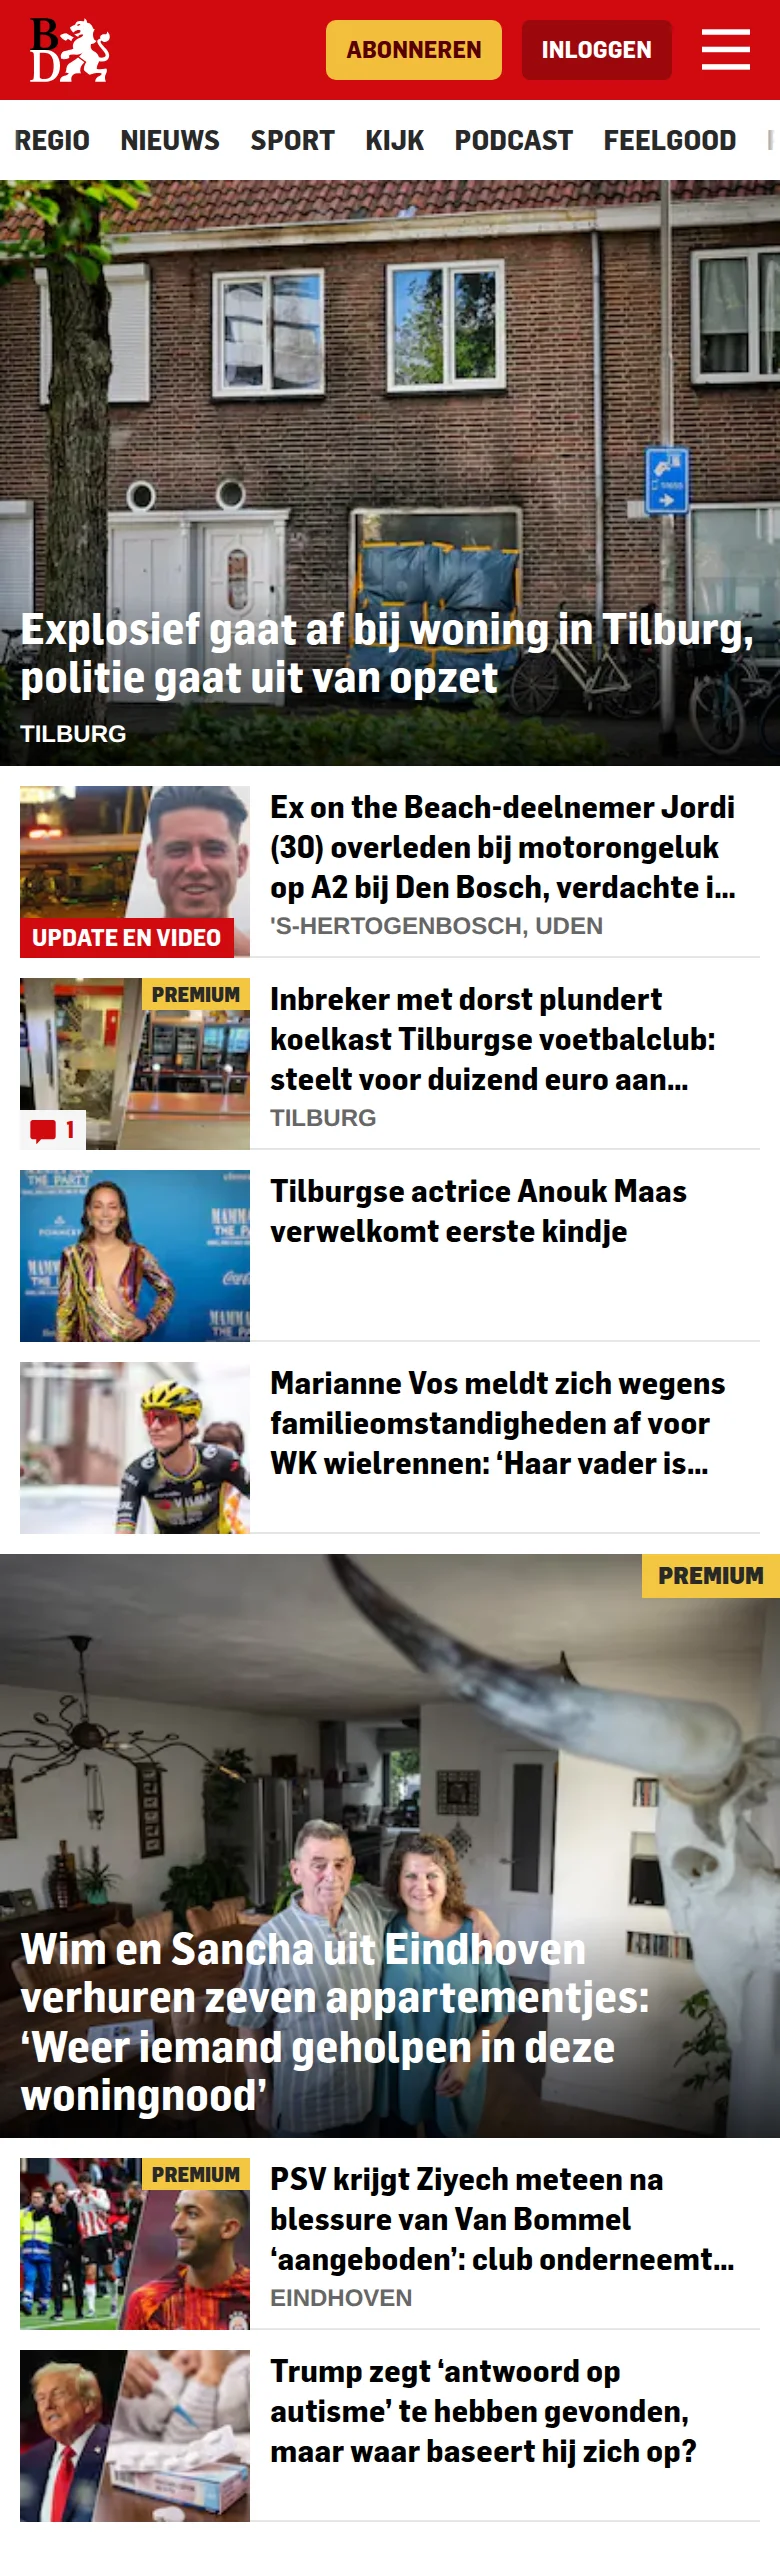 B
D
ABONNEREN
INLOGGEN
REGIO NIEUWS SPORT KIJK PODCAST FEELGOOD
Explosief gaat af bij woning in Tilburg,
politie gaat uit van opzet
TILBURG
UPDATE EN VIDEO
Ex on the Beach-deelnemer Jordi
(30) overleden bij motorongeluk
op A2 bij Den Bosch, verdachte i...
'S-HERTOGENBOSCH, UDEN
PREMIUM
1
Inbreker met dorst plundert
koelkast Tilburgse voetbalclub:
steelt voor duizend euro aan...
TILBURG
Tilburgse actrice Anouk Maas
verwelkomt eerste kindje
Marianne Vos meldt zich wegens
familieomstandigheden af voor
WK wielrennen: ‘Haar vader is...
PREMIUM
Wim en Sancha uit Eindhoven
verhuren zeven appartementjes:
‘Weer iemand geholpen in deze
woningnood’
PREMIUM
PSV krijgt Ziyech meteen na
blessure van Van Bommel
‘aangeboden’: club onderneemt...
EINDHOVEN
Trump zegt ‘antwoord op
autisme’ te hebben gevonden,
maar waar baseert hij zich op?